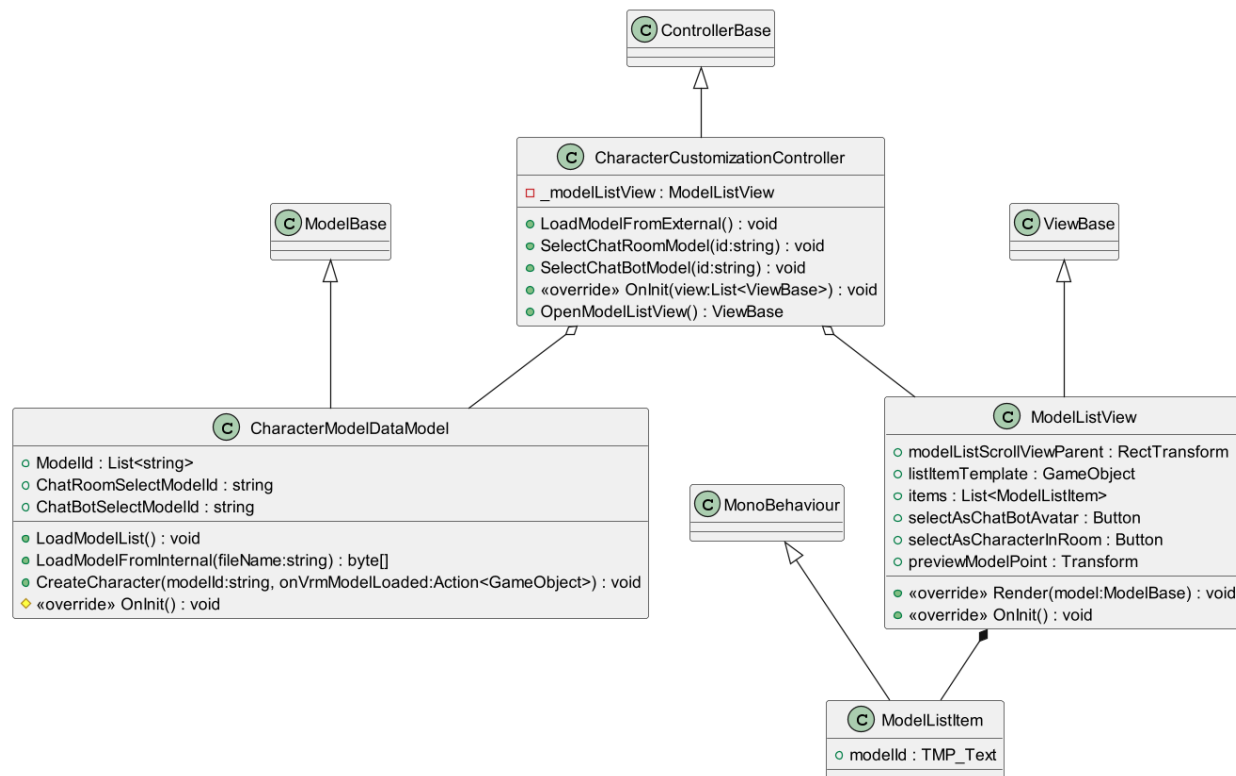 C ControllerBase
C CharacterCustomizationController
_modelListView : ModelListView
LoadModelFromExternal() : void
SelectChatRoomModel(id:string) : void
SelectChatBotModel(id:string) : void
«override» OnInit(view:List<ViewBase>) : void
OpenModelListView() : ViewBase
C ModelBase
C ViewBase
C CharacterModelDataModel
ModelId : List<string>
ChatRoomSelectModelId : string
ChatBotSelectModelId : string
LoadModelList() : void
LoadModelFromInternal(fileName:string) : byte[]
CreateCharacter(modelId:string, onVrmModelLoaded:Action<GameObject>) : void
«override» OnInit() : void
C ModelListView
modelListScrollViewParent : RectTransform
listItemTemplate : GameObject
items : List<ModelListItem>
selectAsChatBotAvatar : Button
selectAsCharacterInRoom : Button
previewModelPoint : Transform
«override» Render(model:ModelBase) : void
«override» OnInit() : void
C MonoBehaviour
C ModelListItem
modelId : TMP_Text